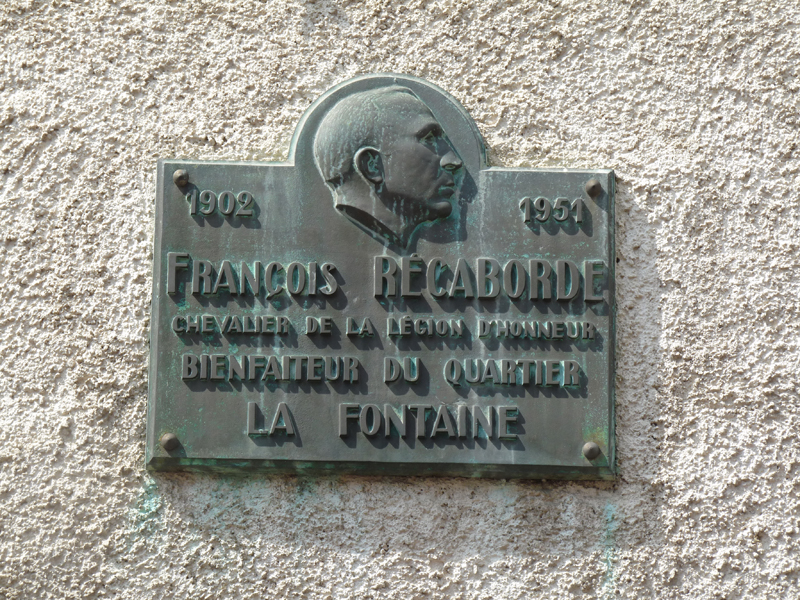 1902 1951
FRANÇOIS RÉCABORDE
CHEVALIER DE LA LÉGION D'HONNEUR
BIENFAITEUR DU QUARTIER
LA FONTAINE